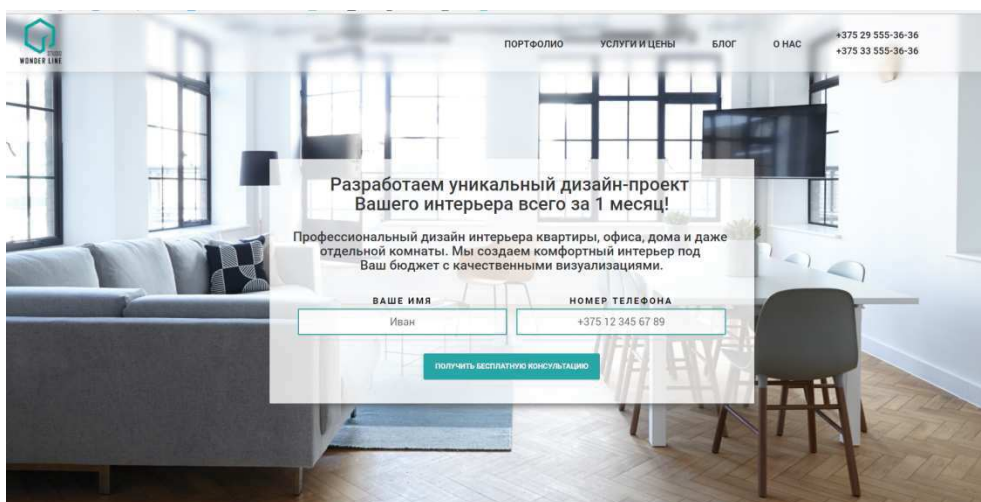 STUDIO
WONDER LINE
ПОРТФОЛИО
УСЛУГИ И ЦЕНЫ
БЛОГ
О НАС
+375 29 555-36-36
+375 33 555-36-36
Разработаем уникальный дизайн-проект
Вашего интерьера всего за 1 месяц!
Профессиональный дизайн интерьера квартиры, офиса, дома и даже
отдельной комнаты. Мы создаем комфортный интерьер под
Ваш бюджет с качественными визуализациями.
ВАШЕ ИМЯ
НОМЕР ТЕЛЕФОНА
Иван
+375 12 345 67 89
ПОЛУЧИТЬ БЕСПЛАТНУЮ КОНСУЛЬТАЦИЮ